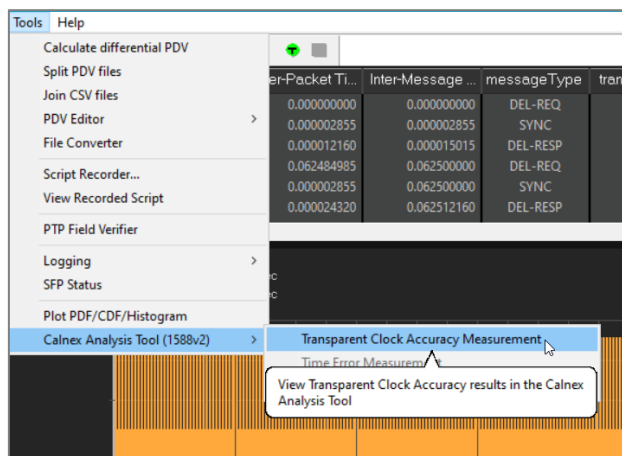 Tools Help
Calculate differential PDV
Split PDV files
Join CSV files
PDV Editor
File Converter
Script Recorder...
View Recorded Script
PTP Field Verifier
Logging
SFP Status
Plot PDF/CDF/Histogram
Calnex Analysis Tool (1588v2)
T
er-Packet Ti... Inter-Message ... messageType tran
0.000000000 0.000000000 DEL-REQ
0.000002855 0.000002855 SYNC
0.000012160 0.000015015 DEL-RESP
0.062484985 0.062500000 DEL-REQ
0.000002855 0.062500000 SYNC
0.000024320 0.062512160 DEL-RESP
ec
ec
Transparent Clock Accuracy Measurement
Time Error Measurement
View Transparent Clock Accuracy results in the Calnex
Analysis Tool